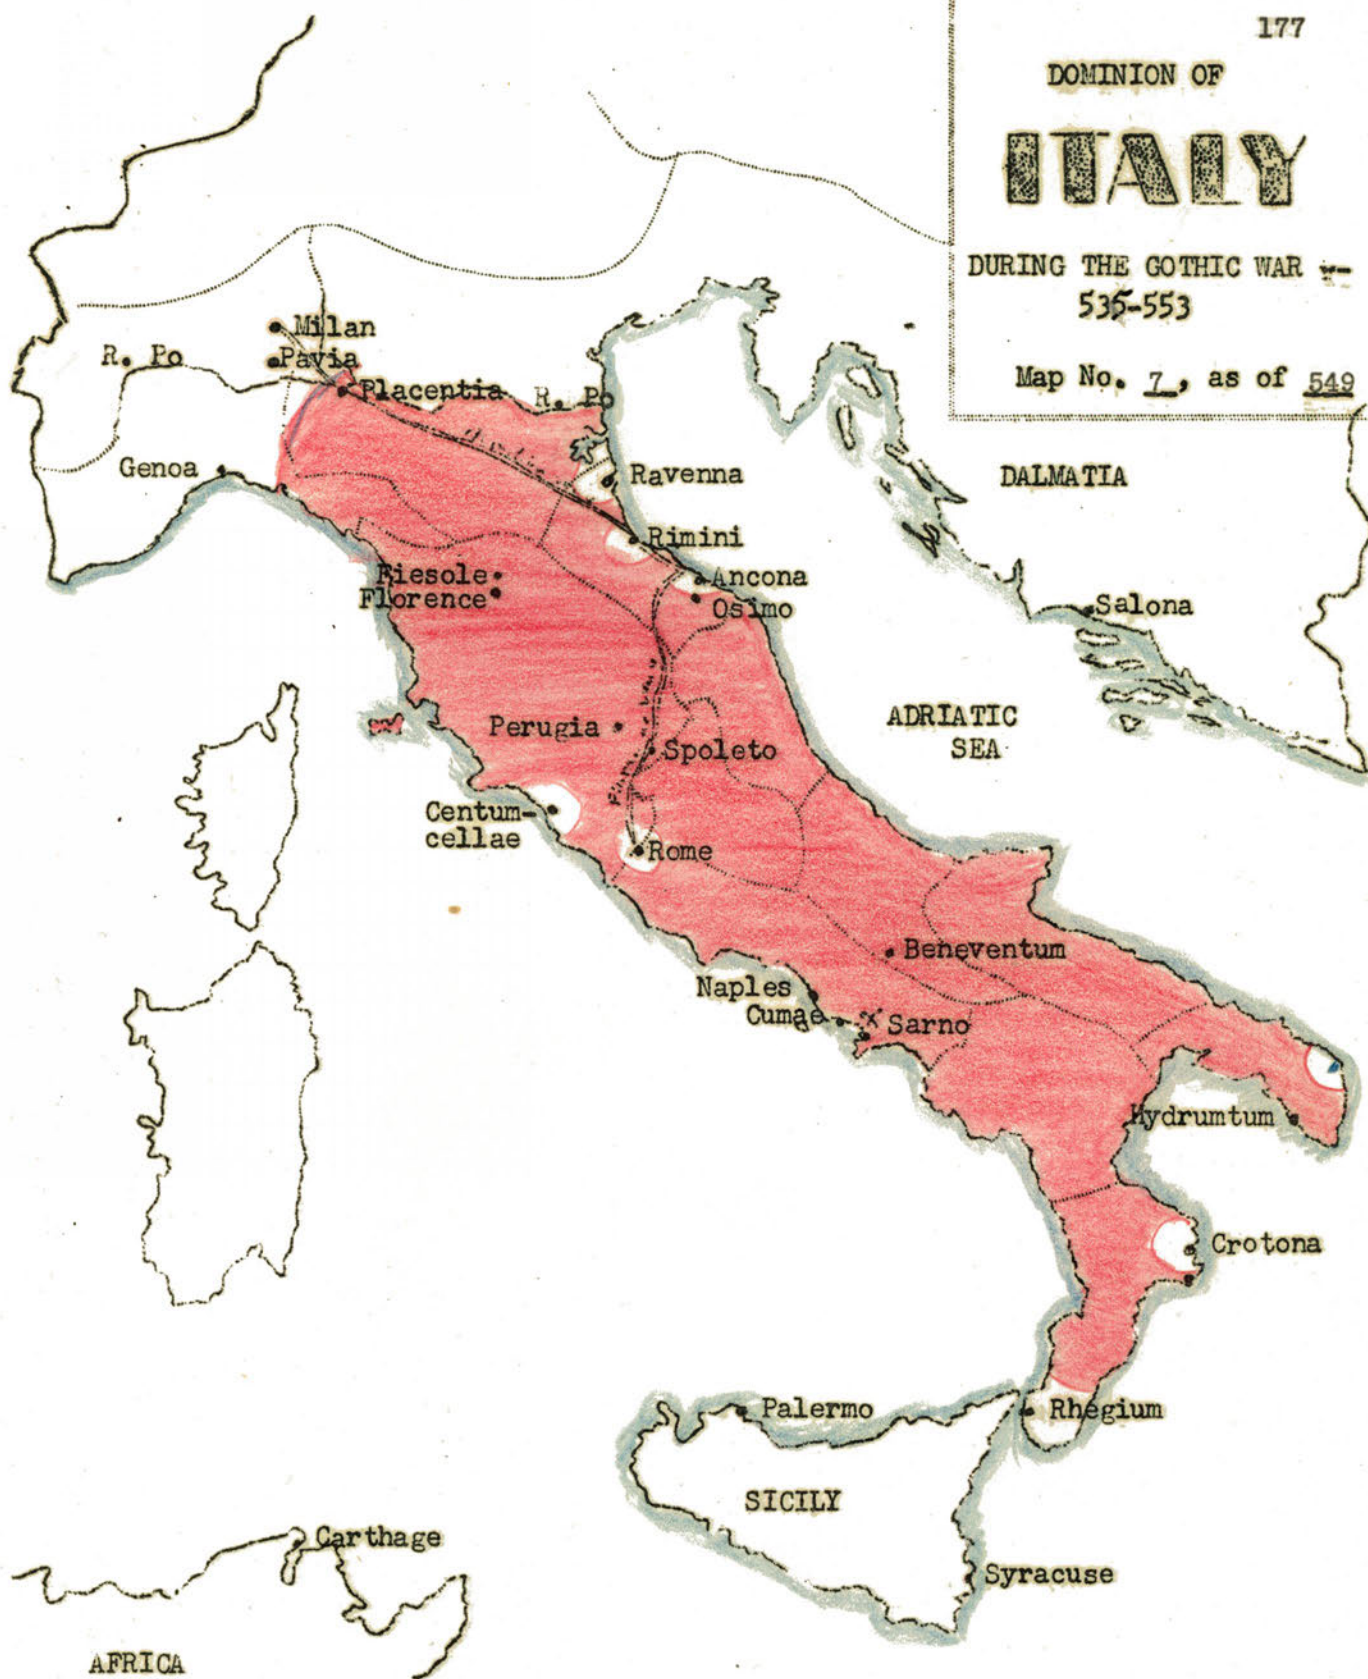 177
DOMINION OF
ITALY
DURING THE GOTHIC WAR --
535-553
Map No. 7, as of 549
Milan
R. Po
Pavia
Placentia
R. Po
Genoa
Ravenna
DALMATIA
Rimini
Fiesole
Ancona
Florence
Osimo
Salona
ADRIATIC
SEA
Perugia
Spoleto
Centum-
cellae
Rome
Beneventum
Naples
Cumae
Sarno
Hydrumtum
Crotona
Palermo
Rhegium
SICILY
Carthage
Syracuse
AFRICA